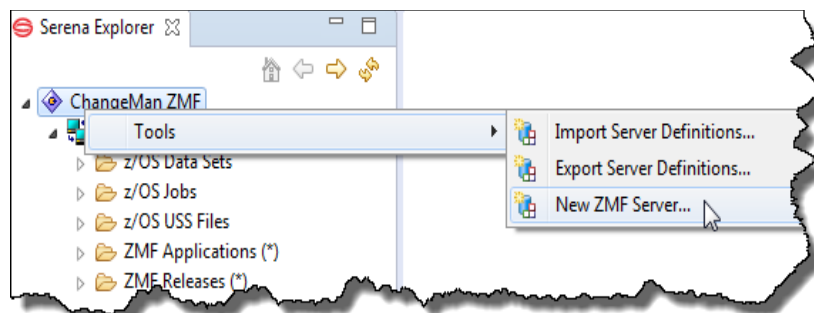 Serena Explorer
ChangeMan ZMF
Tools
Import Server Definitions...
z/OS Data Sets
Export Server Definitions...
z/OS Jobs
New ZMF Server...
z/OS USS Files
ZMF Applications (*)
ZMF Releases (*)